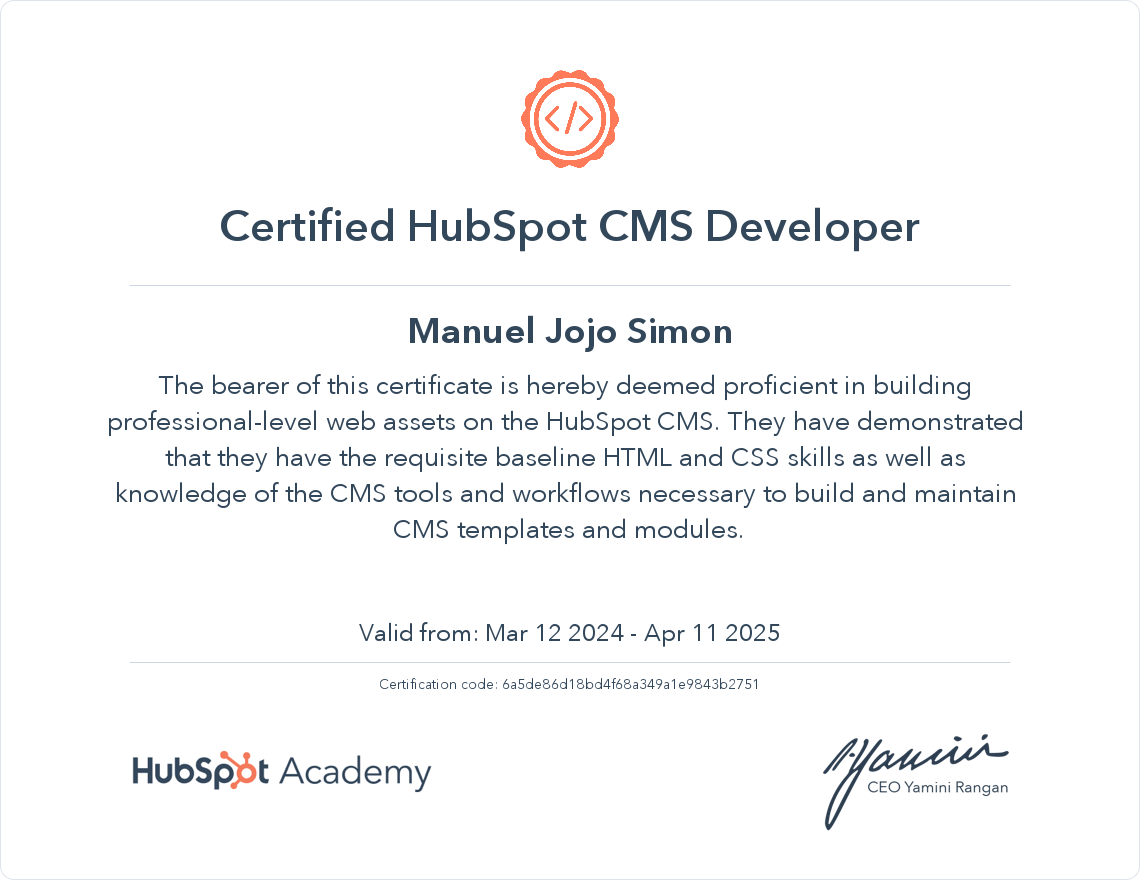 </>
Certified HubSpot CMS Developer
Manuel Jojo Simon
The bearer of this certificate is hereby deemed proficient in building
professional-level web assets on the HubSpot CMS. They have demonstrated
that they have the requisite baseline HTML and CSS skills as well as
knowledge of the CMS tools and workflows necessary to build and maintain
CMS templates and modules.
Valid from: Mar 12 2024 - Apr 11 2025
Certification code: 6a5de86d18bd4f68a349a1e9843b2751
HubSpot Academy
CEO Yamini Rangan